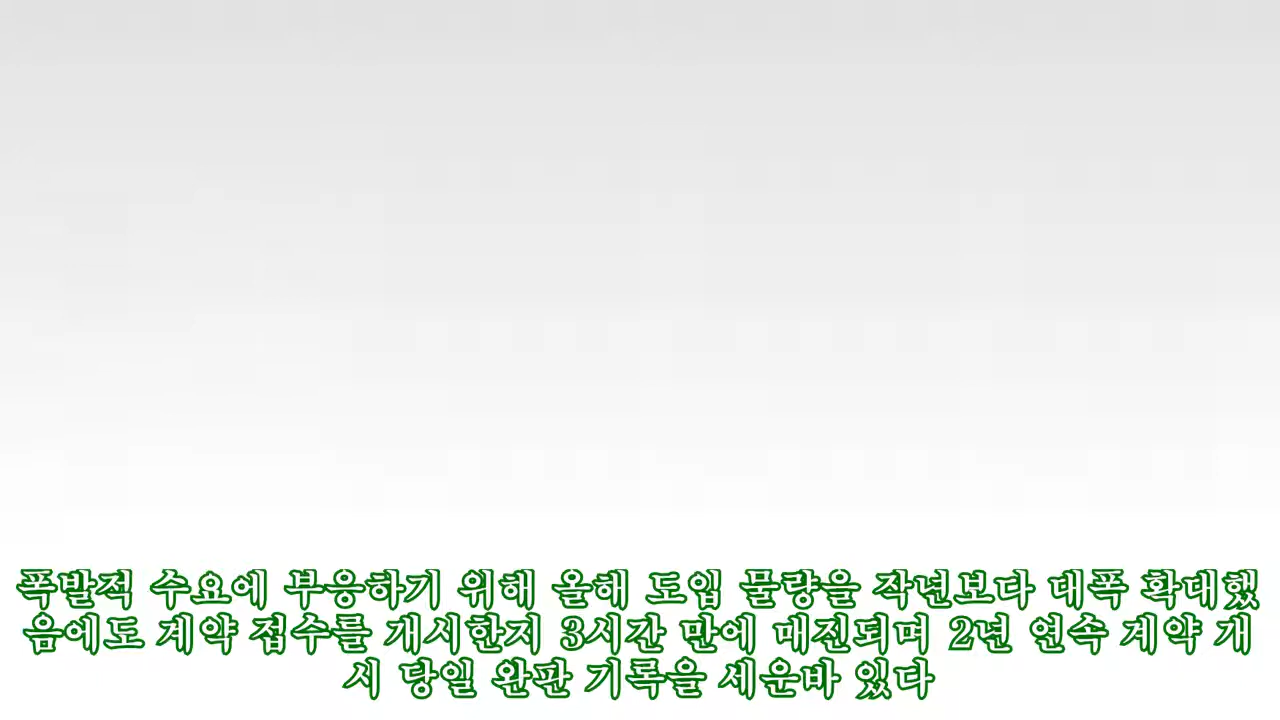 폭발적 수요에 부응하기 위해 올해 도입 물량을 작년보다 대폭 확대했
음에도 계약 접수를 개시한지 3시간 만에 매진되며 2년 연속 계약 개
시 당일 완판 기록을 세운바 있다